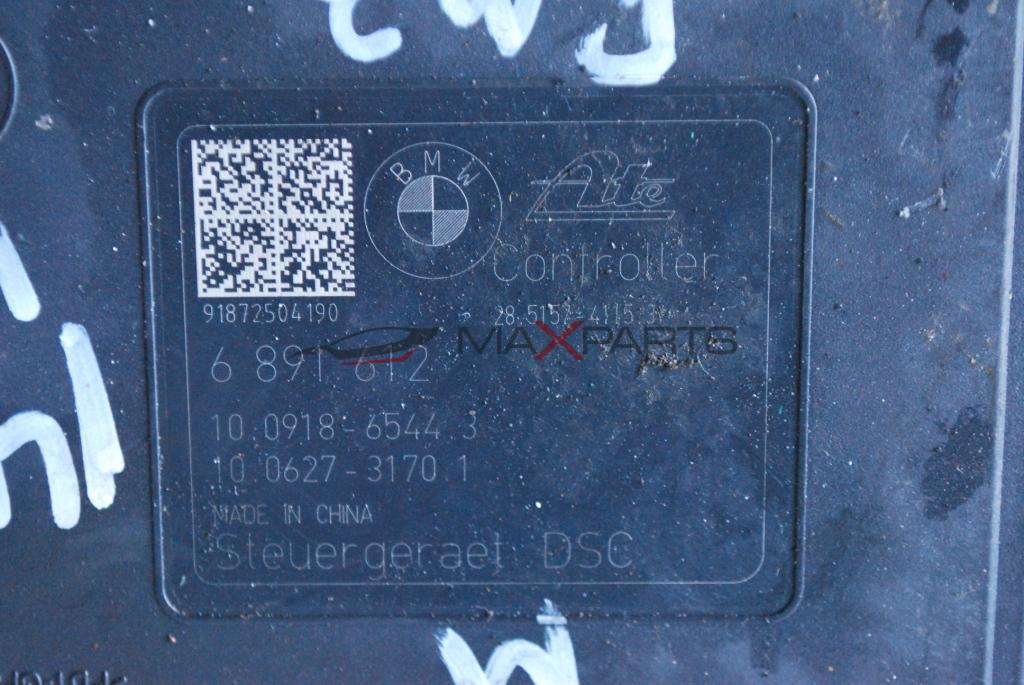 BMW
Ate
Controller
91872504190
28.5152-4115.3
MAXPARTS
6 891 612
10.0918-6544.3
10.0627-3170.1
MADE IN CHINA
Steuergeraet DSC